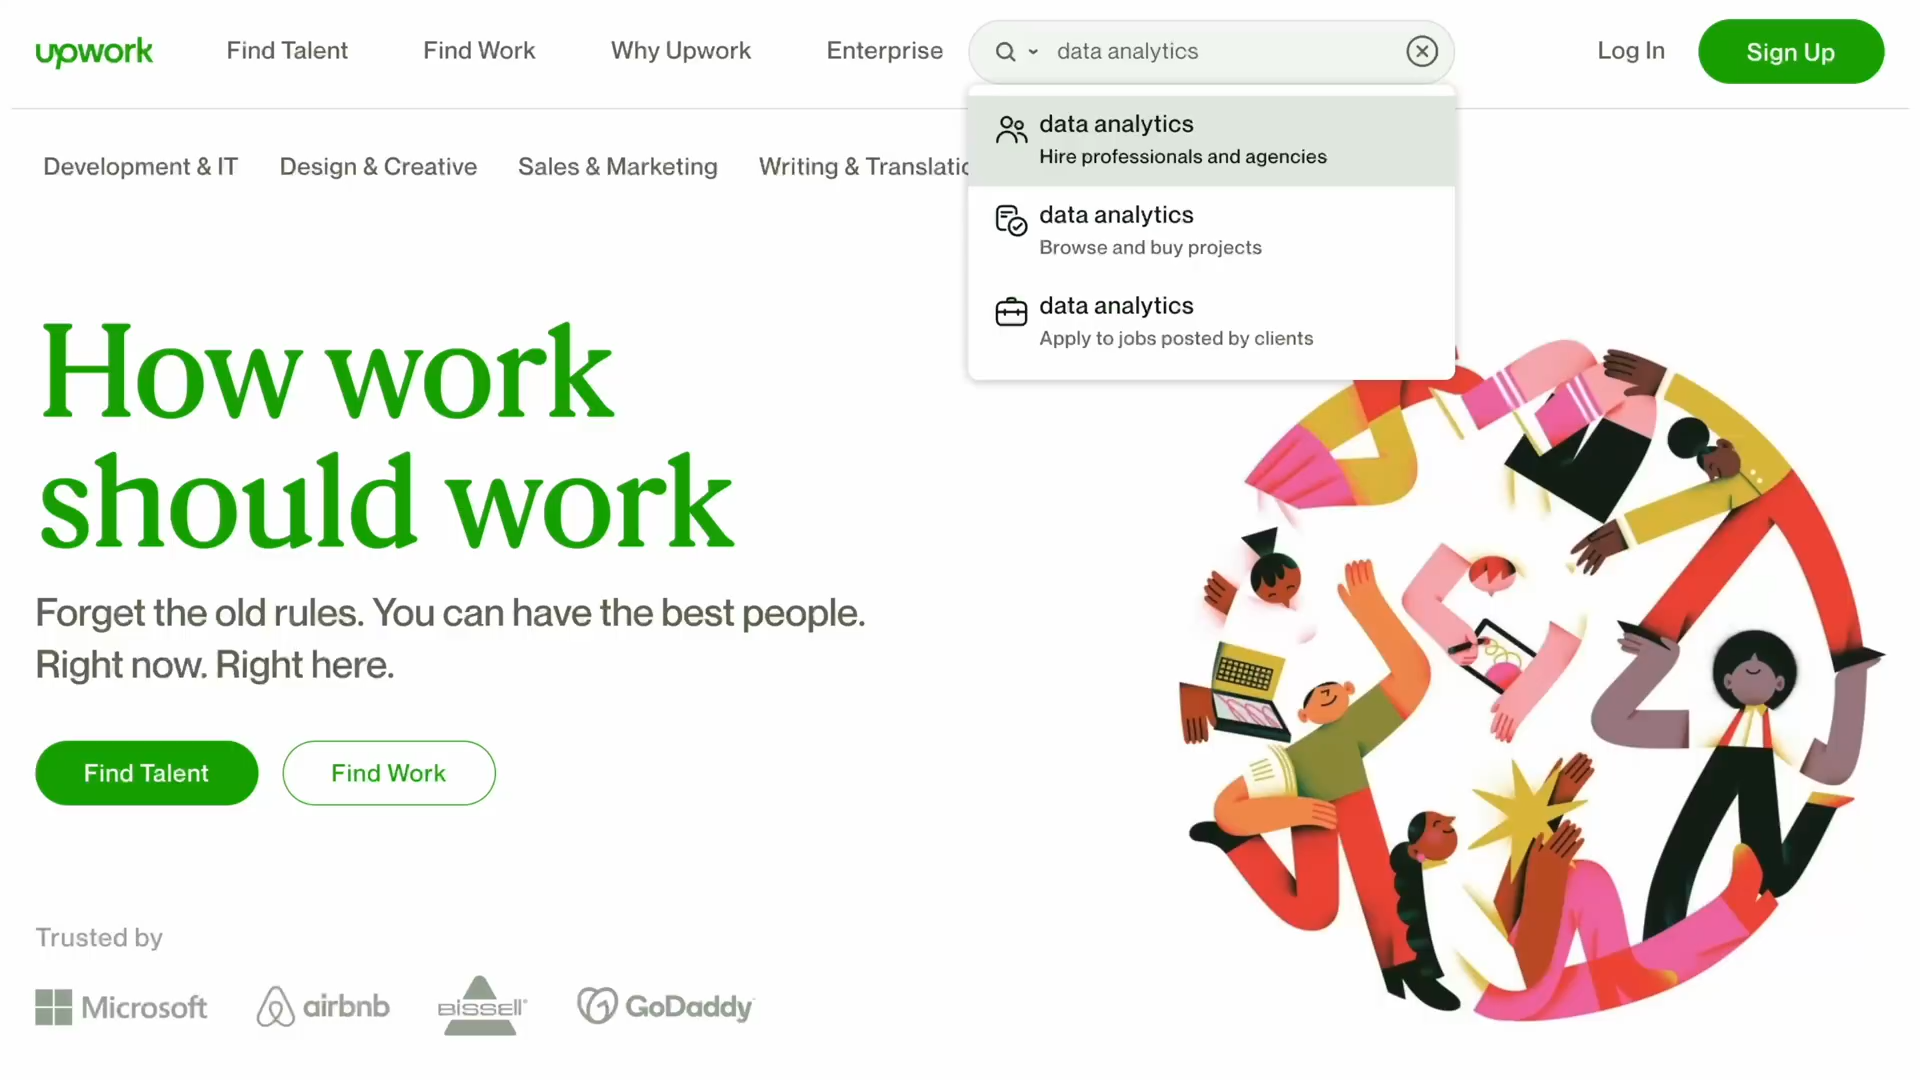 upwork
Find Talent
Find Work
Why Upwork
Enterprise
data analytics
Log In
Sign Up
data analytics
Hire professionals and agencies
data analytics
Browse and buy projects
data analytics
Apply to jobs posted by clients
Development & IT
Design & Creative
Sales & Marketing
Writing & Translatio
How work
should work
Forget the old rules. You can have the best people.
Right now. Right here.
Find Talent
Find Work
Trusted by
Microsoft
airbnb
BISSELL
GoDaddy